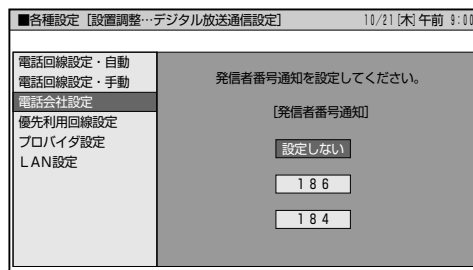 ■各種設定［設置調整…デジタル放送通信設定］ 10/21[木]午前 9:00
電話回線設定・自動
電話回線設定・手動
電話会社設定
優先利用回線設定
プロバイダ設定
ＬＡＮ設定
発信者番号通知を設定してください。
［発信者番号通知］
設定しない
１８６
１８４